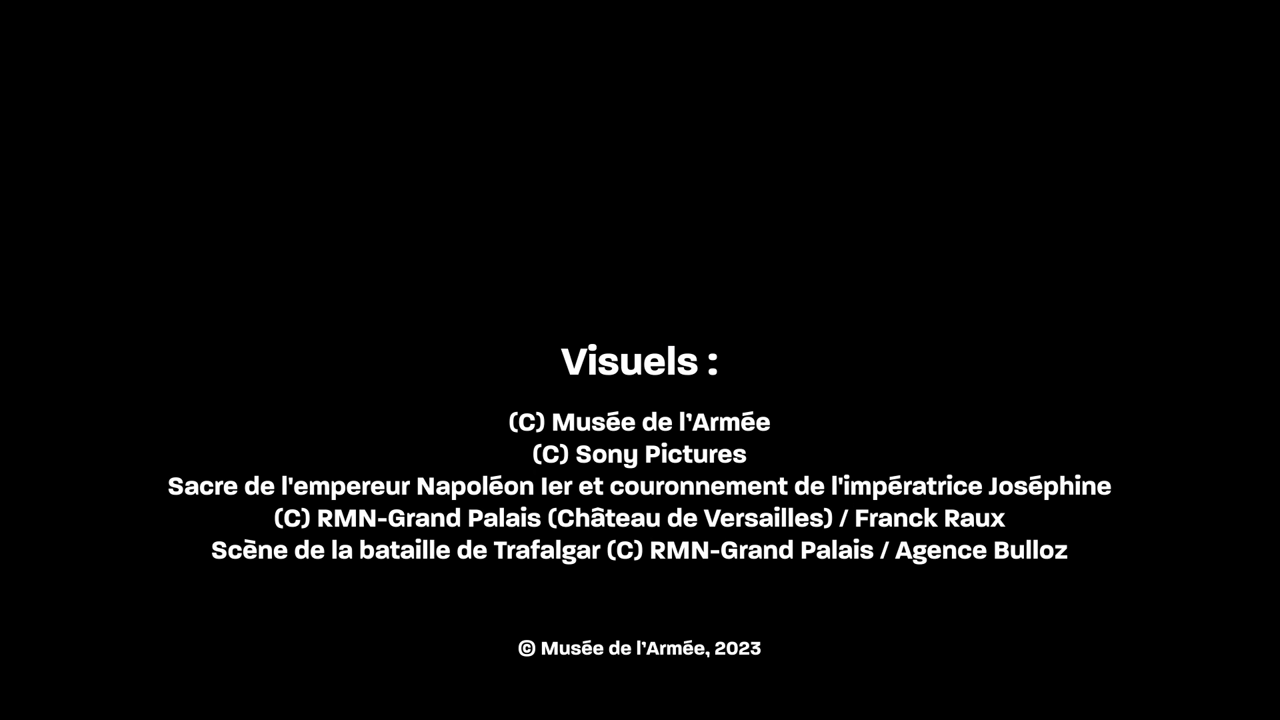 Visuels :
(C) Musée de l’Armée
(C) Sony Pictures
Sacre de l'empereur Napoléon Ier et couronnement de l'impératrice Joséphine
(C) RMN-Grand Palais (Château de Versailles) / Franck Raux
Scène de la bataille de Trafalgar (C) RMN-Grand Palais / Agence Bulloz
© Musée de l’Armée, 2023